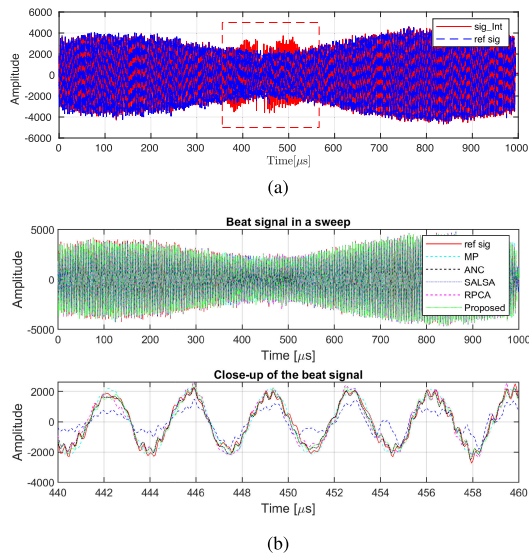 6000
4000
2000
0
-2000
-4000
-6000
Amplitude
sig_Int
ref sig
0 100 200 300 400 500 600 700 800 900 1000
Time[μs]
(a)
Beat signal in a sweep
5000
0
-5000
Amplitude
ref sig
MP
ANC
SALSA
RPCA
Proposed
0 100 200 300 400 500 600 700 800 900 1000
Time [μs]
Close-up of the beat signal
2000
0
-2000
-4000
Amplitude
440 442 444 446 448 450 452 454 456 458 460
Time [μs]
(b)